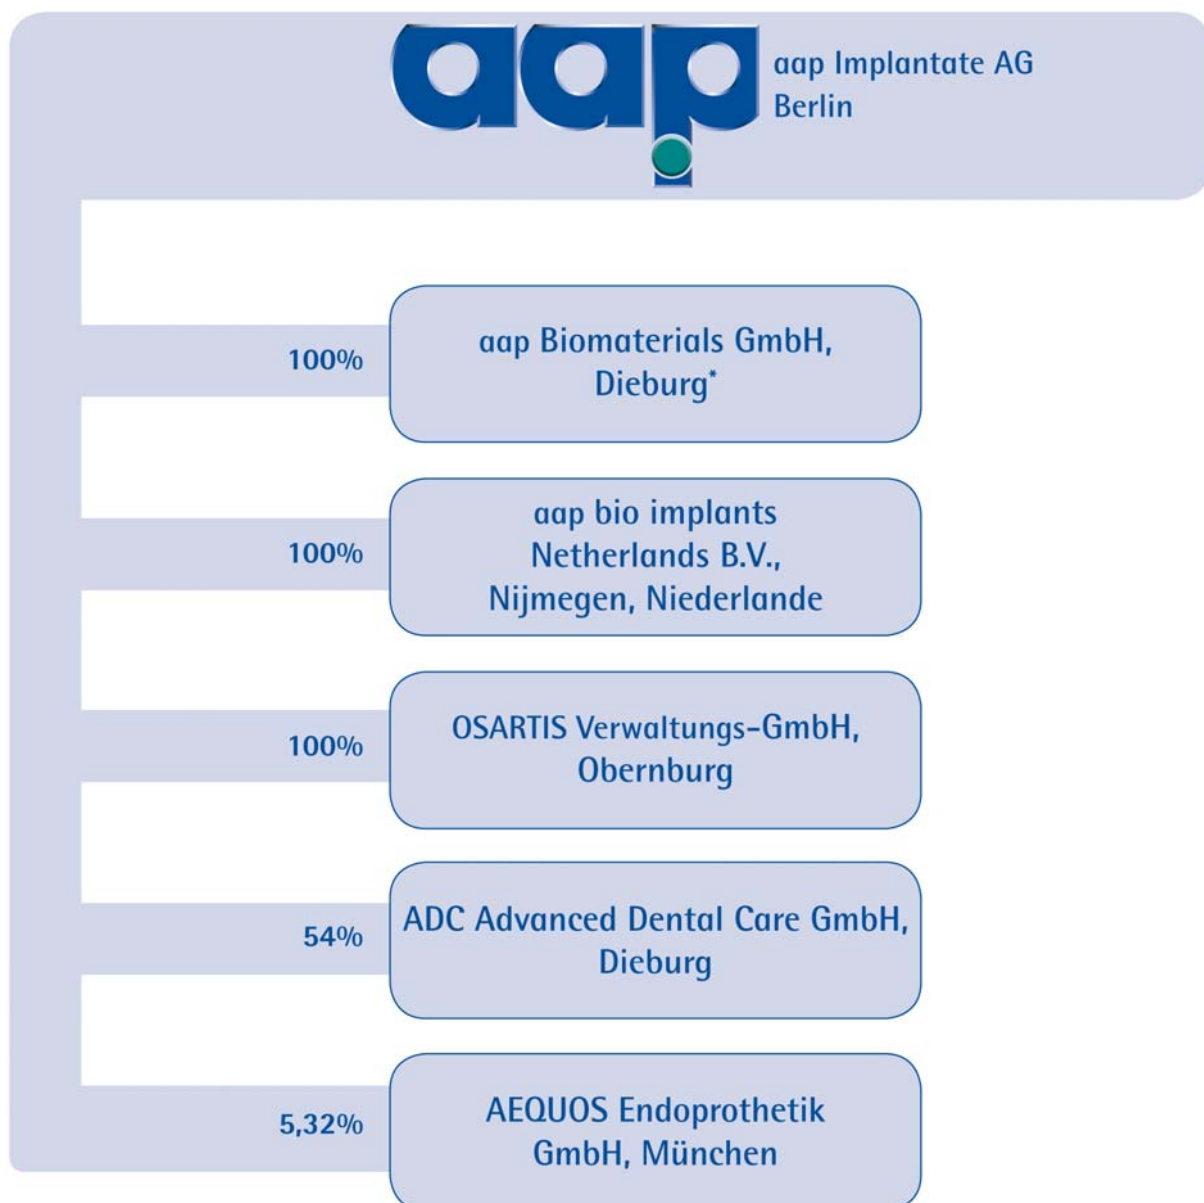 aap
aap Implantate AG
Berlin
100%
aap Biomaterials GmbH,
Dieburg*
100%
aap bio implants
Netherlands B.V.,
Nijmegen, Niederlande
100%
OSARTIS Verwaltungs-GmbH,
Obernburg
54%
ADC Advanced Dental Care GmbH,
Dieburg
5,32%
AEQUOS Endoprothetik
GmbH, München